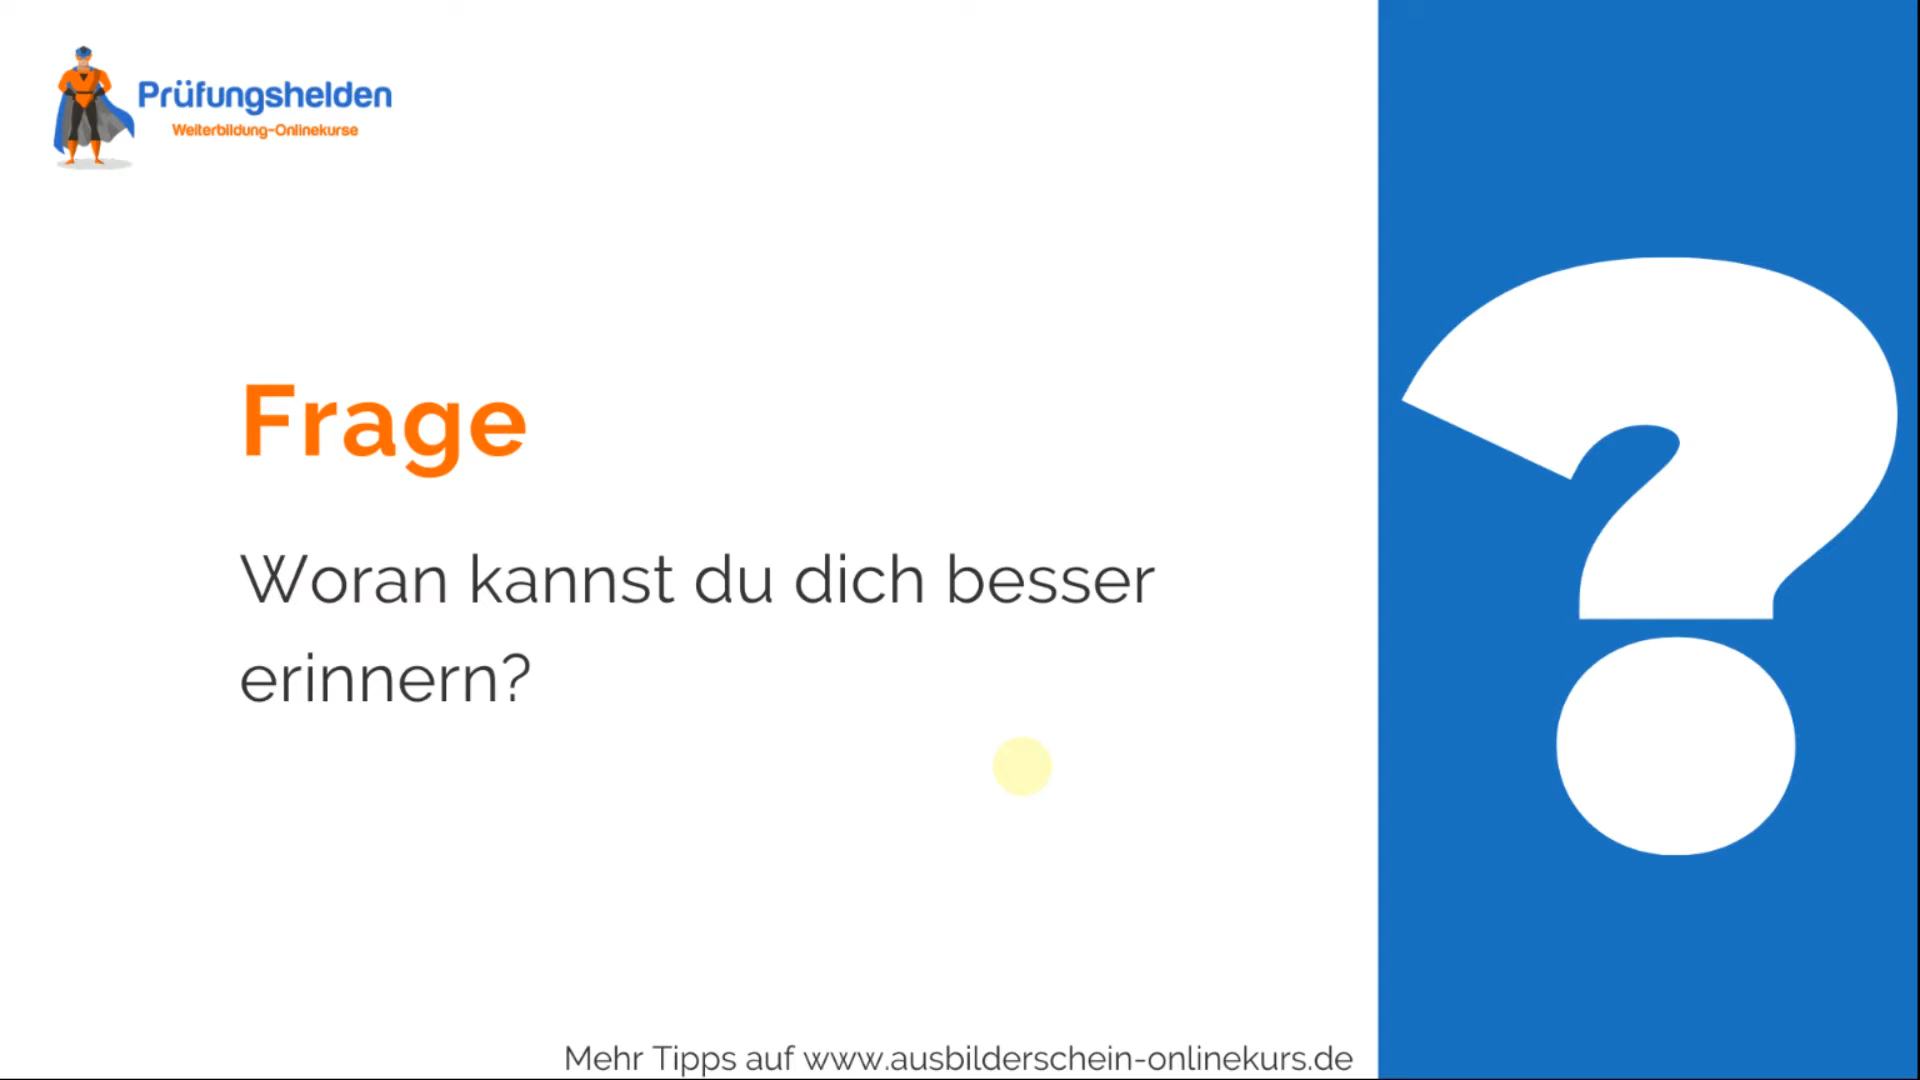 Prüfungshelden
Weiterbildung-Onlinekurse
Frage
Woran kannst du dich besser
erinnern?
Mehr Tipps auf www.ausbilderschein-onlinekurs.de